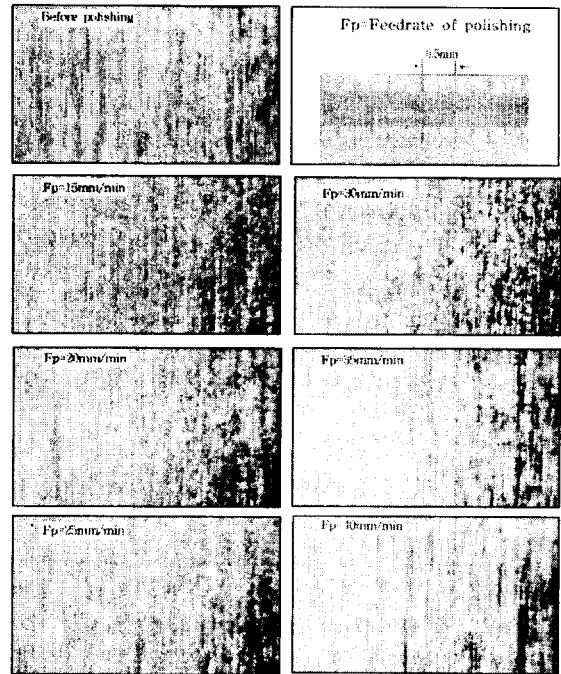 Before polishing
Fp=Feedrate of polishing
0.5mm
Fp=15mm/min
Fp=30mm/min
Fp=20mm/min
Fp=35mm/min
Fp=25mm/min
Fp=40mm/min